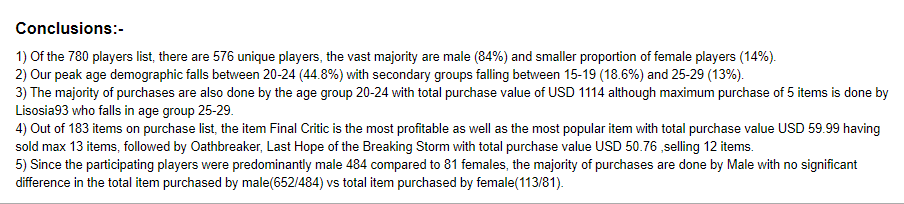 Conclusions:-
1) Of the 780 players list, there are 576 unique players, the vast majority are male (84%) and smaller proportion of female players (14%).
2) Our peak age demographic falls between 20-24 (44.8%) with secondary groups falling between 15-19 (18.6%) and 25-29 (13%).
3) The majority of purchases are also done by the age group 20-24 with total purchase value of USD 1114 although maximum purchase of 5 items is done by
Lisosia93 who falls in age group 25-29.
4) Out of 183 items on purchase list, the item Final Critic is the most profitable as well as the most popular item with total purchase value USD 59.99 having
sold max 13 items, followed by Oathbreaker, Last Hope of the Breaking Storm with total purchase value USD 50.76 ,selling 12 items.
5) Since the participating players were predominantly male 484 compared to 81 females, the majority of purchases are done by Male with no significant
difference in the total item purchased by male(652/484) vs total item purchased by female(113/81).